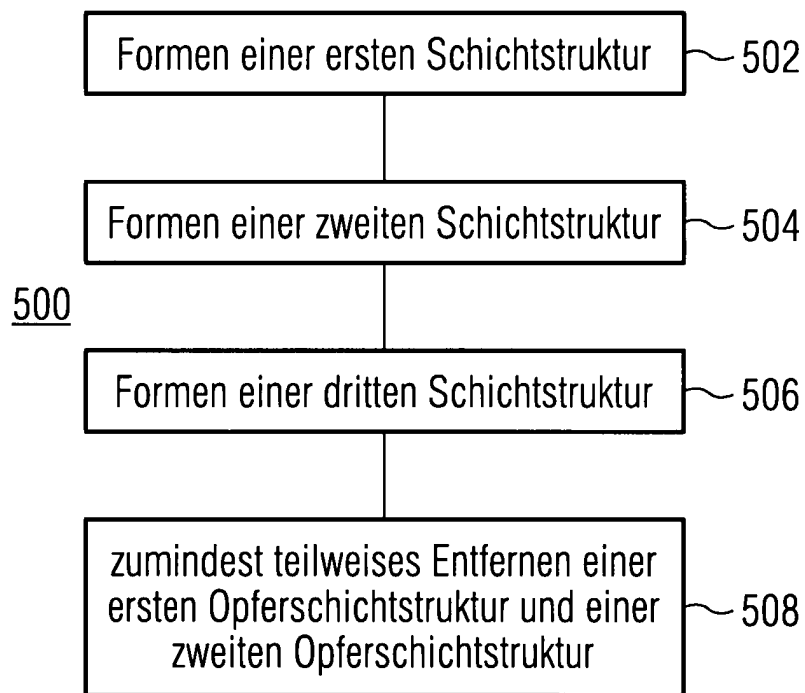 Formen einer ersten Schichtstruktur
502
Formen einer zweiten Schichtstruktur
504
500
Formen einer dritten Schichtstruktur
506
zumindest teilweises Entfernen einer
ersten Opferschichtstruktur und einer
zweiten Opferschichtstruktur
508